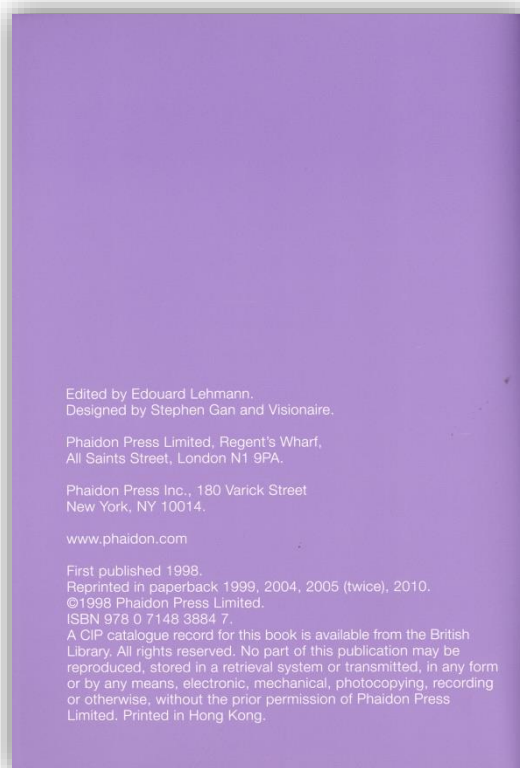 Edited by Edouard Lehmann.
Designed by Stephen Gan and Visionaire.
Phaidon Press Limited, Regent's Wharf,
All Saints Street, London N1 9PA.
Phaidon Press Inc., 180 Varick Street
New York, NY 10014.
www.phaidon.com
First published 1998.
Reprinted in paperback 1999, 2004, 2005 (twice), 2010.
©1998 Phaidon Press Limited.
ISBN 978 0 7148 3884 7.
A CIP catalogue record for this book is available from the British
Library. All rights reserved. No part of this publication may be
reproduced, stored in a retrieval system or transmitted, in any form
or by any means, electronic, mechanical, photocopying, recording
or otherwise, without the prior permission of Phaidon Press
Limited. Printed in Hong Kong.